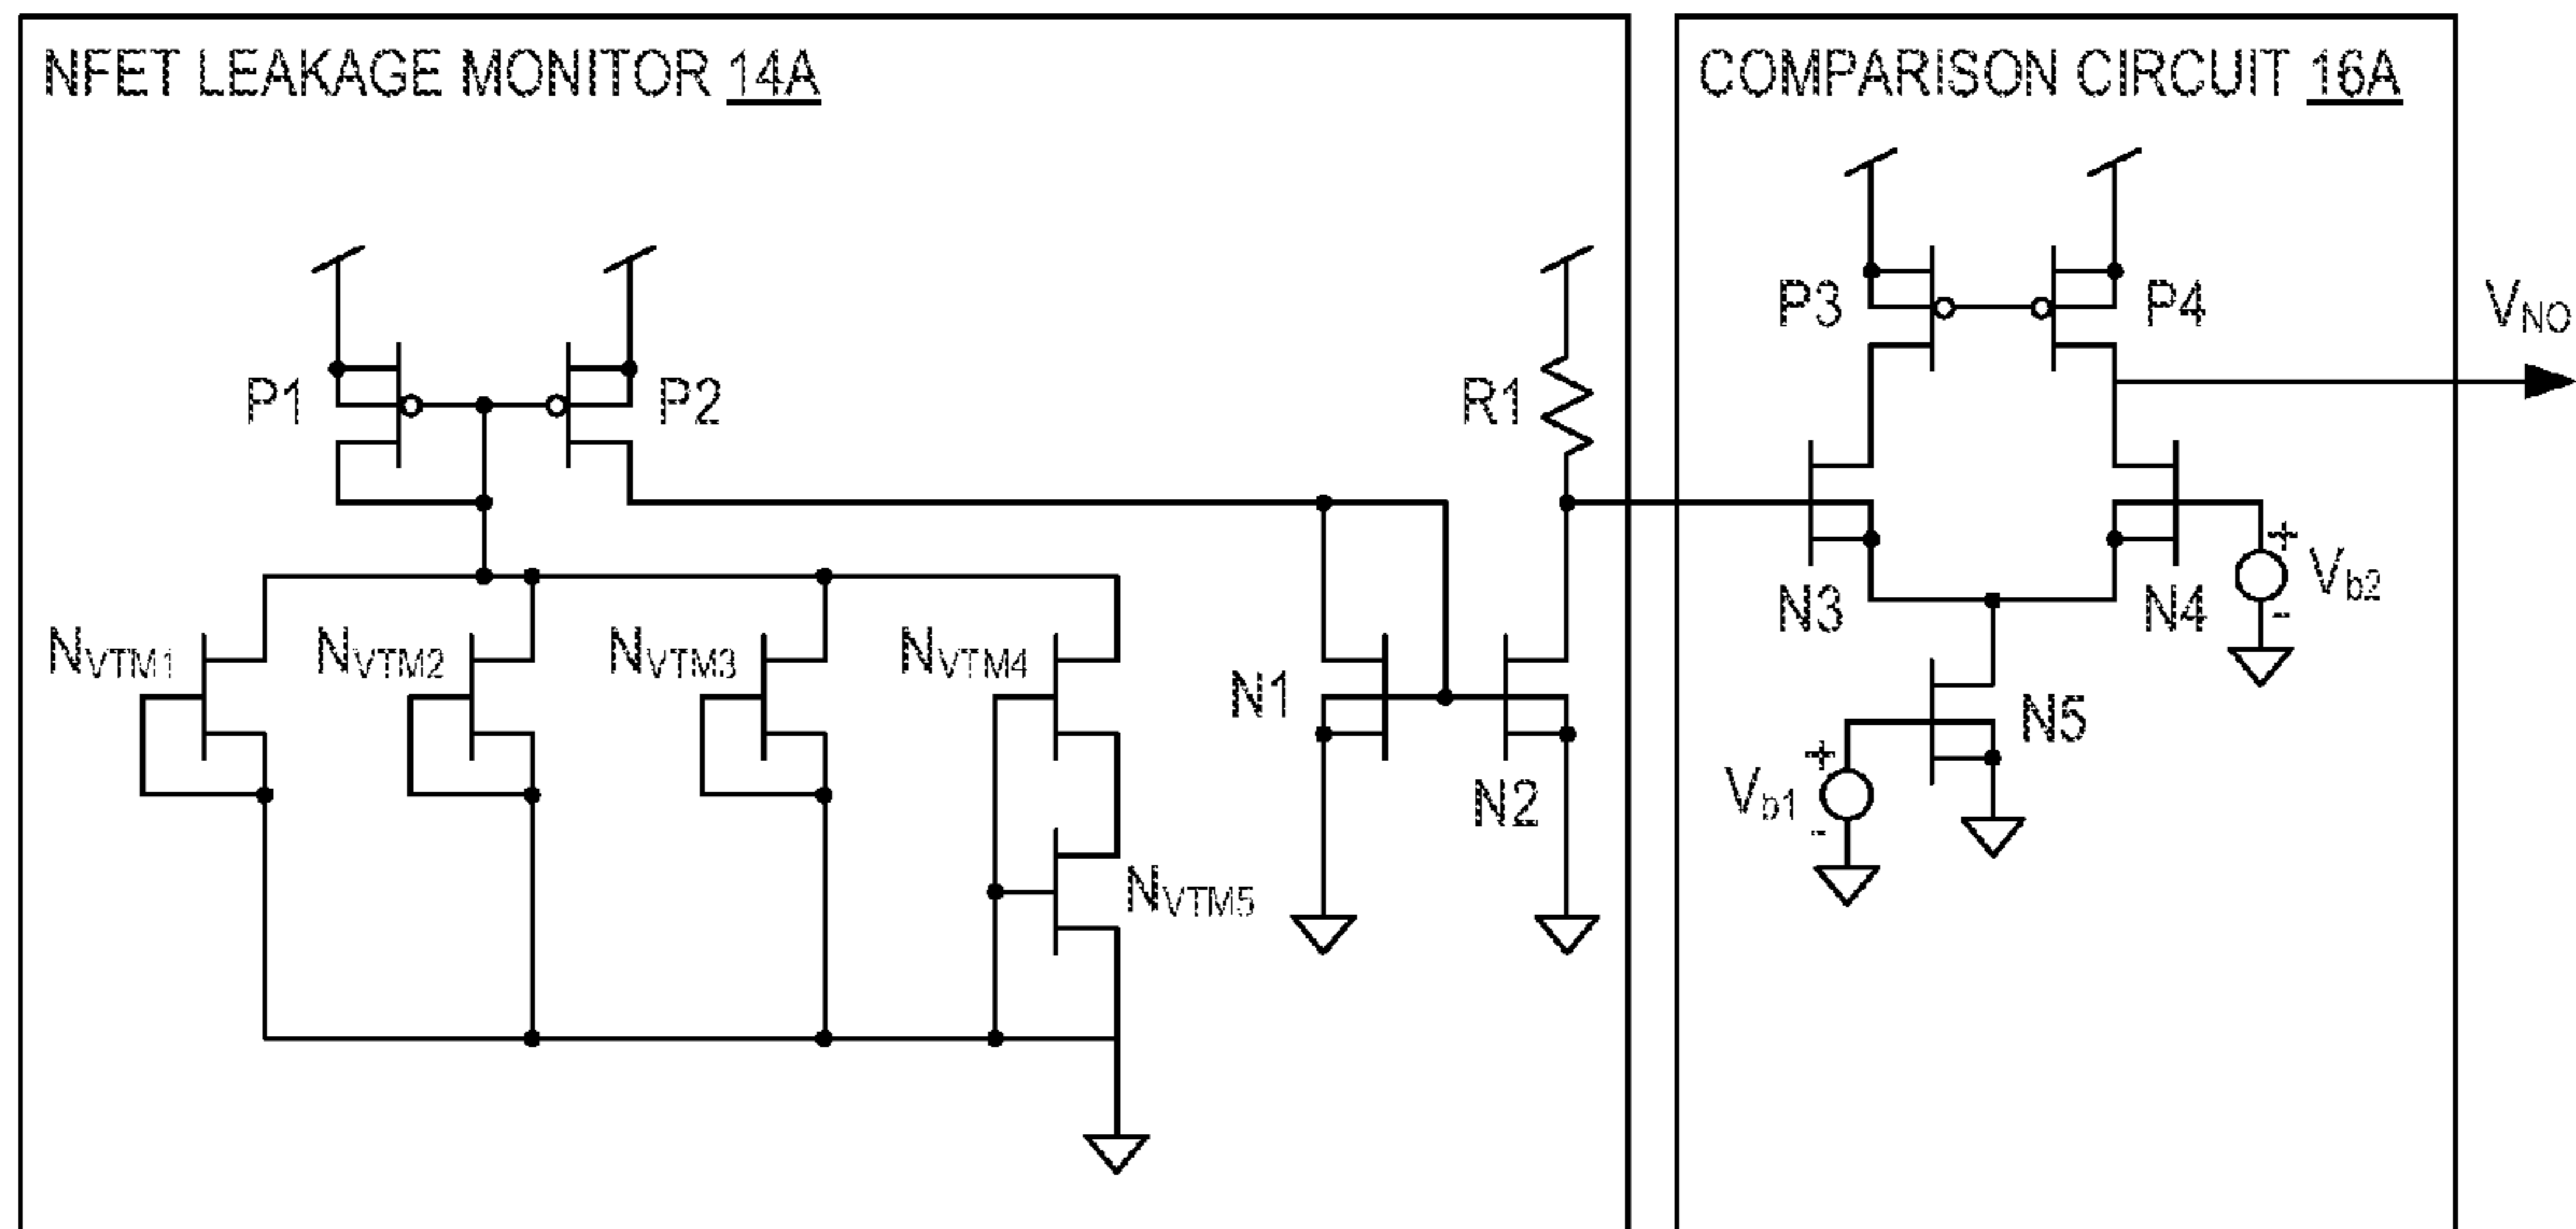 NFET LEAKAGE MONITOR 14A
COMPARISON CIRCUIT 16A
P1
P2
R1
P3
P4
VNO
NVTM1
NVTM2
NVTM3
NVTM4
NVTM5
N1
N2
N3
N4
Vb2
+
-
N5
Vb1
+
-